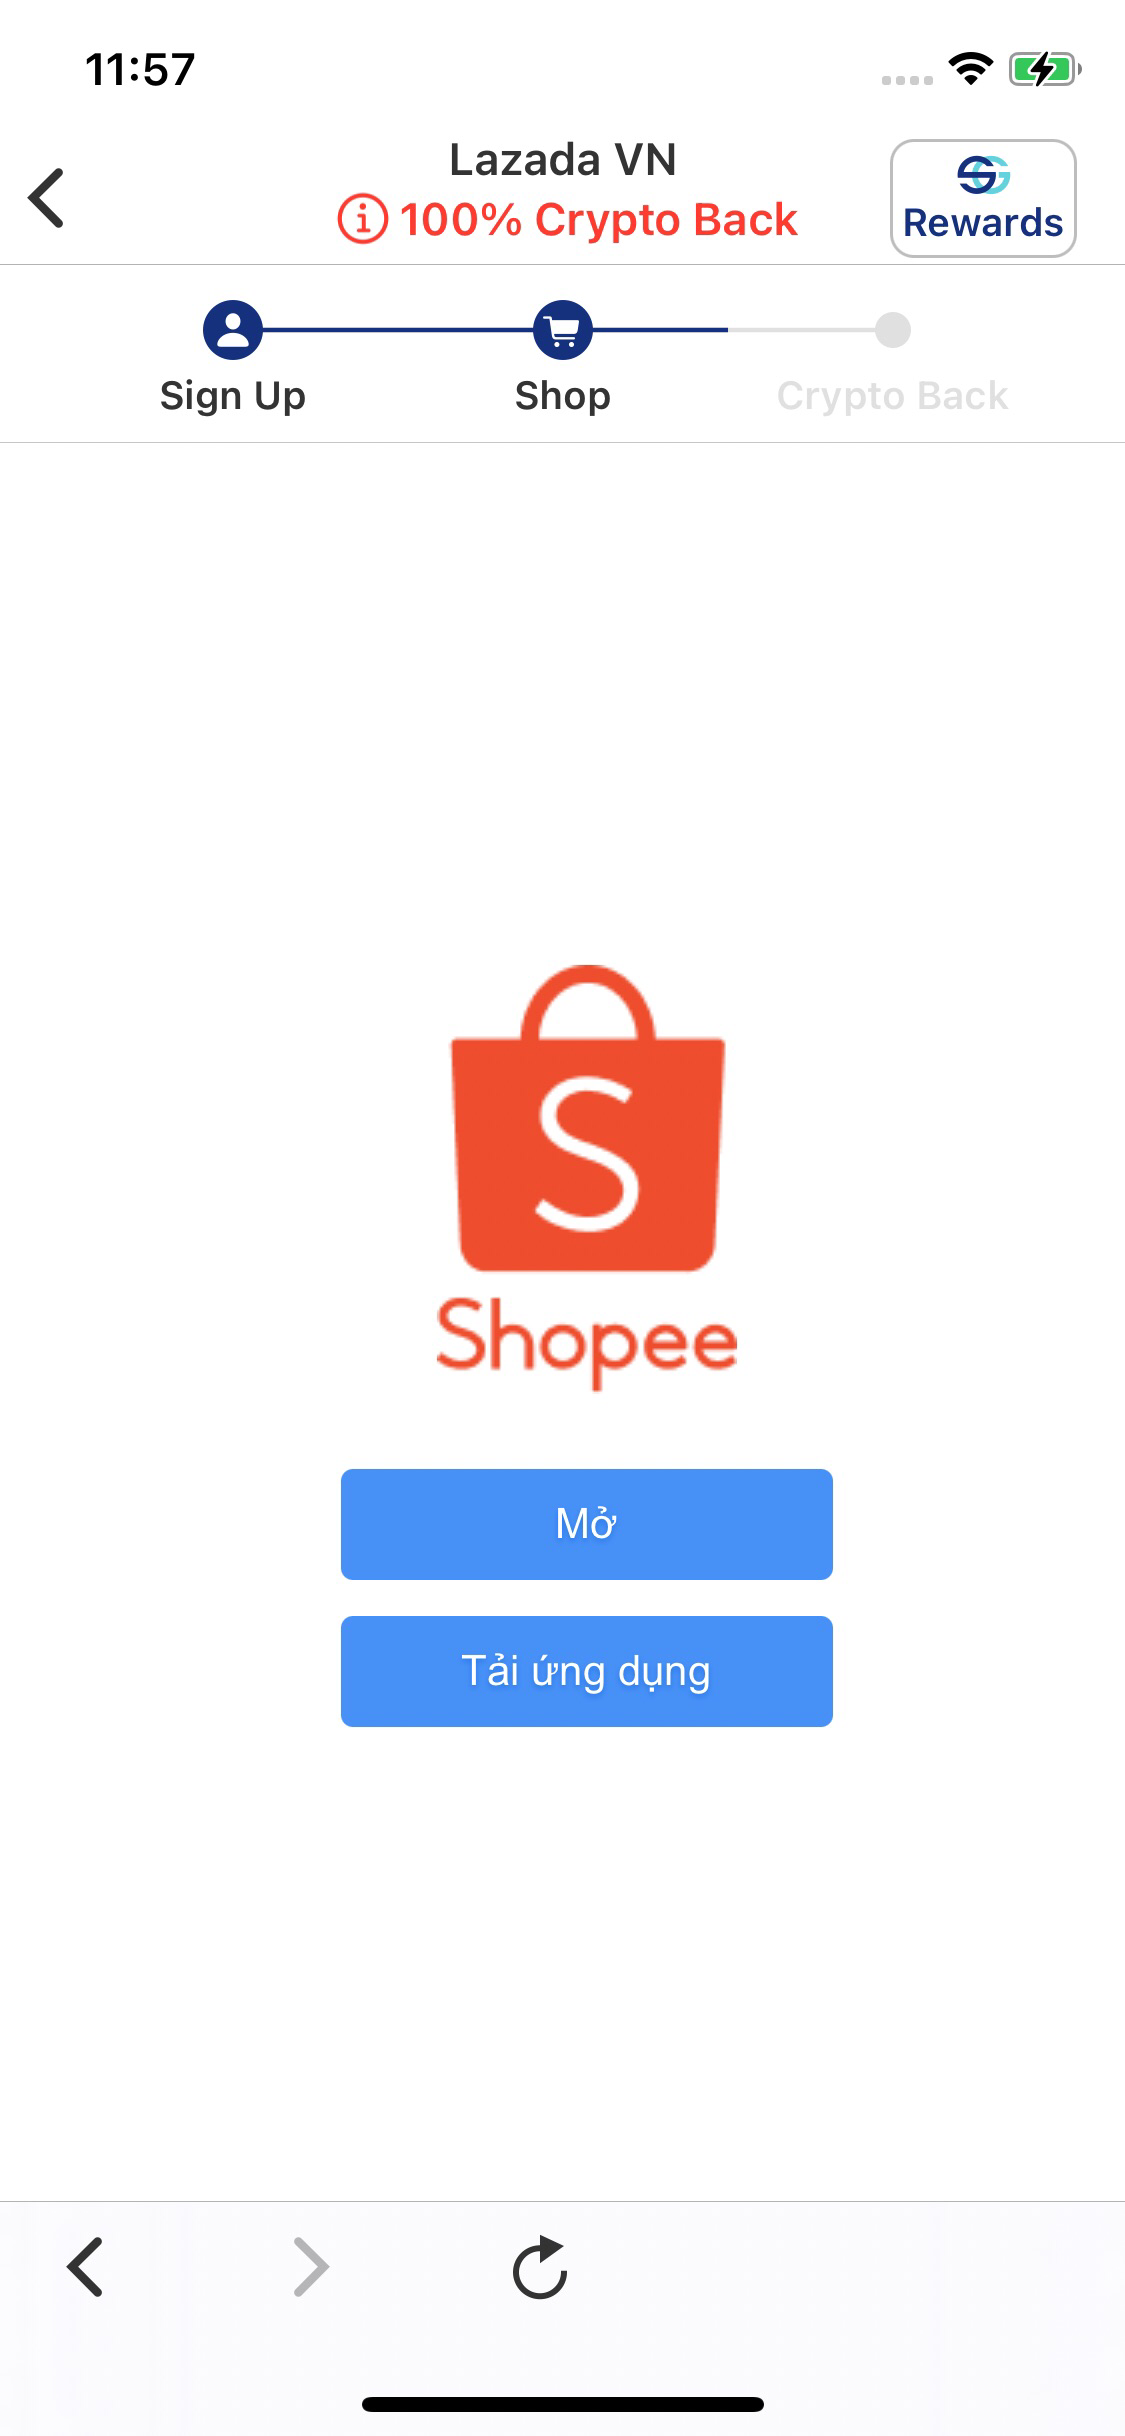 11:57
Lazada VN
100% Crypto Back
Rewards
Sign Up
Shop
Crypto Back
S
Shopee
Mở
Tải ứng dụng